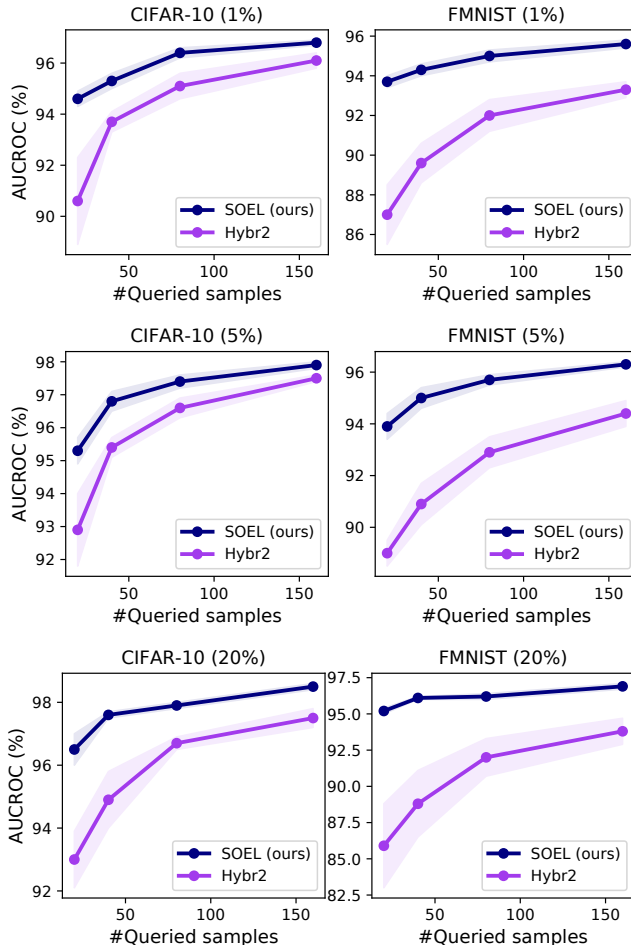 CIFAR-10 (1%)
AUCROC (%)
96
94
92
90
SOEL (ours)
Hybr2
50
100
150
#Queried samples
FMNIST (1%)
96
94
92
90
88
86
SOEL (ours)
Hybr2
50
100
150
#Queried samples
CIFAR-10 (5%)
AUCROC (%)
98
97
96
95
94
93
92
SOEL (ours)
Hybr2
50
100
150
#Queried samples
FMNIST (5%)
96
94
92
90
SOEL (ours)
Hybr2
50
100
150
#Queried samples
CIFAR-10 (20%)
AUCROC (%)
98
96
94
92
SOEL (ours)
Hybr2
50
100
150
#Queried samples
FMNIST (20%)
97.5
95.0
92.5
90.0
87.5
85.0
82.5
SOEL (ours)
Hybr2
50
100
150
#Queried samples